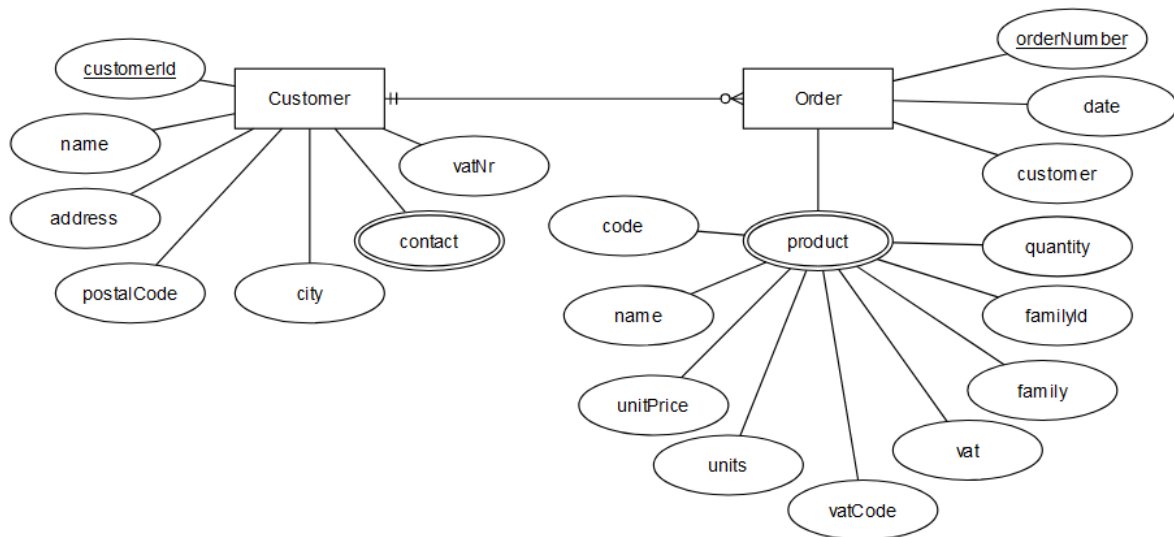 customerId
Customer
name
address
postalCode
city
contact
vatNr
Order
orderNumber
date
customer
product
code
name
unitPrice
units
vatCode
vat
family
familyId
quantity